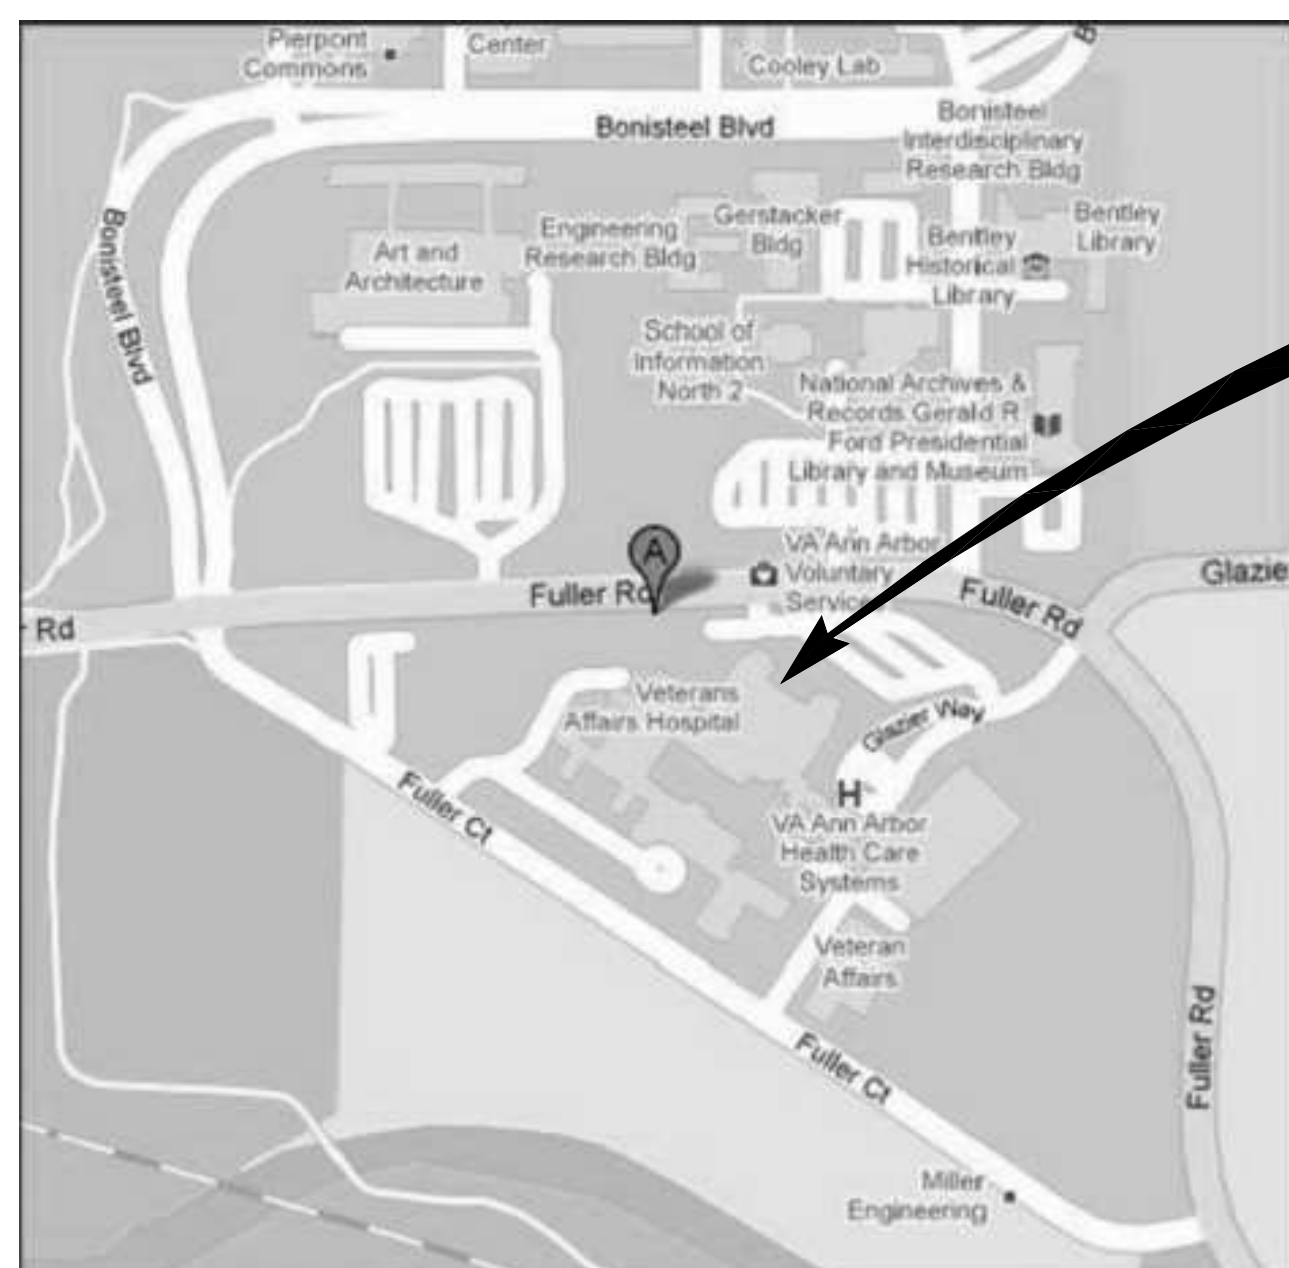 Pierpont
Commons
Center
Cooley Lab
Bonisteel Blvd
Bonisteel
Interdisciplinary
Research Bldg
Bonisteel Blvd
Art and
Architecture
Engineering
Research Bldg
Gerstacker
Bldg
Bentley
Historical
Library
Bentley
Library
School of
Information
North 2
National Archives &
Records Gerald R
Ford Presidential
Library and Museum
A
VA Ann Arbor
Voluntary
Service
Fuller Rd
Fuller Rd
Glazie
Rd
Veterans
Affairs Hospital
Glazier Way
H
VA Ann Arbor
Health Care
Systems
Fuller Ct
Veteran
Affairs
Fuller Ct
Fuller Rd
Miller
Engineering